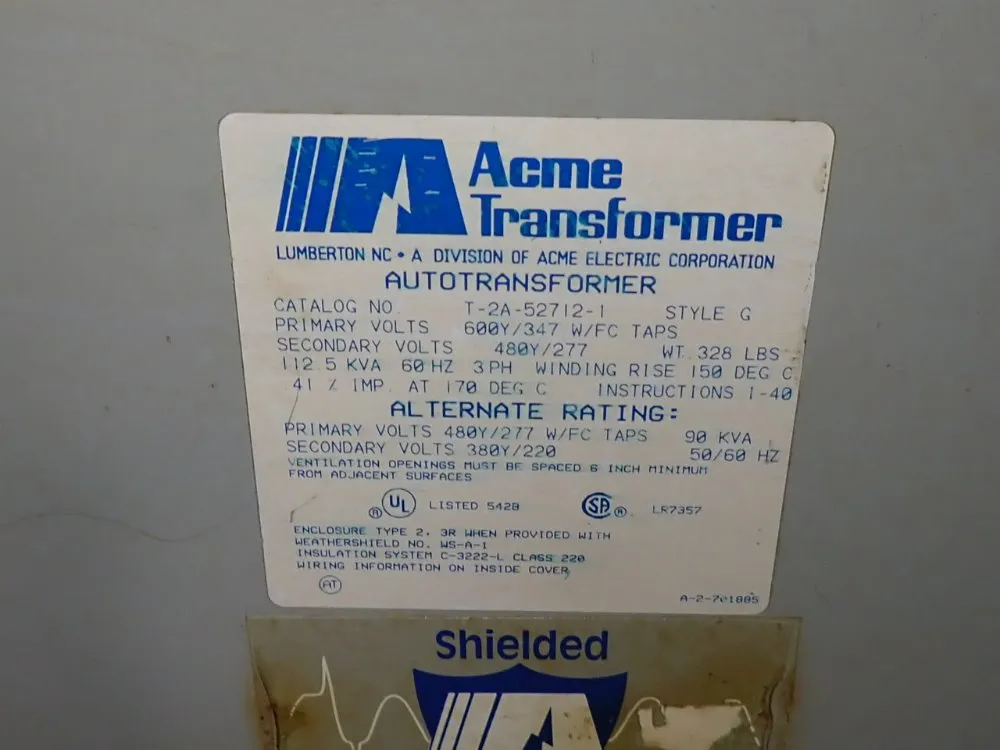 Acme
Transformer
LUMBERTON NC • A DIVISION OF ACME ELECTRIC CORPORATION
AUTOTRANSFORMER
CATALOG NO. T-2A-52712-1 STYLE G
PRIMARY VOLTS 600Y/347 W/FC TAPS
SECONDARY VOLTS 480Y/277 WT. 328 LBS
112.5 KVA 60 HZ 3PH WINDING RISE 150 DEG C
.41 % IMP. AT 170 DEG C INSTRUCTIONS 1-40
ALTERNATE RATING:
PRIMARY VOLTS 480Y/277 W/FC TAPS 90 KVA
SECONDARY VOLTS 380Y/220 50/60 HZ
VENTILATION OPENINGS MUST BE SPACED 6 INCH MINIMUM
FROM ADJACENT SURFACES
UL ® LISTED 542B SA ® LR7357
ENCLOSURE TYPE 2, 3R WHEN PROVIDED WITH
WEATHERSHIELD NO. WS-A-1
INSULATION SYSTEM C-3222-L CLASS 220
WIRING INFORMATION ON INSIDE COVER
AT
A-2-701885
Shielded